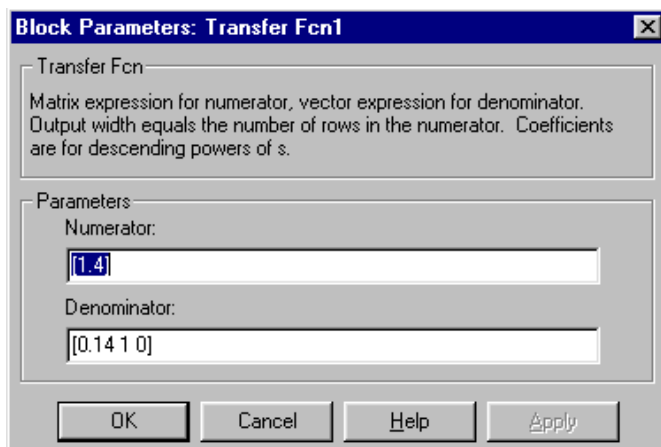 Block Parameters: Transfer Fcn1
Transfer Fcn
Matrix expression for numerator, vector expression for denominator.
Output width equals the number of rows in the numerator.  Coefficients
are for descending powers of s.
Parameters
Numerator:
[1.4]
Denominator:
[0.14 1 0]
OK
Cancel
Help
Apply